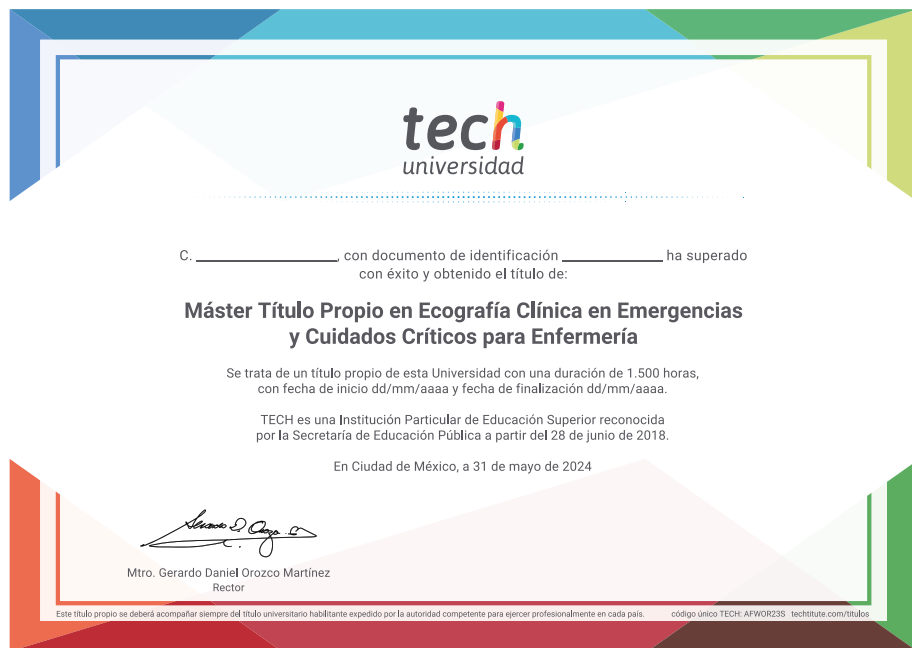 tech
universidad
C. __________________, con documento de identificación _____________ ha superado
con éxito y obtenido el título de:
Máster Título Propio en Ecografía Clínica en Emergencias
y Cuidados Críticos para Enfermería
Se trata de un título propio de esta Universidad con una duración de 1.500 horas,
con fecha de inicio dd/mm/aaaa y fecha de finalización dd/mm/aaaa.
TECH es una Institución Particular de Educación Superior reconocida
por la Secretaría de Educación Pública a partir del 28 de junio de 2018.
En Ciudad de México, a 31 de mayo de 2024
Mtro. Gerardo Daniel Orozco Martínez
Rector
Este título propio se deberá acompañar siempre del título universitario habilitante expedido por la autoridad competente para ejercer profesionalmente en cada país. código único TECH: AFWOR23S techtitute.com/titulos